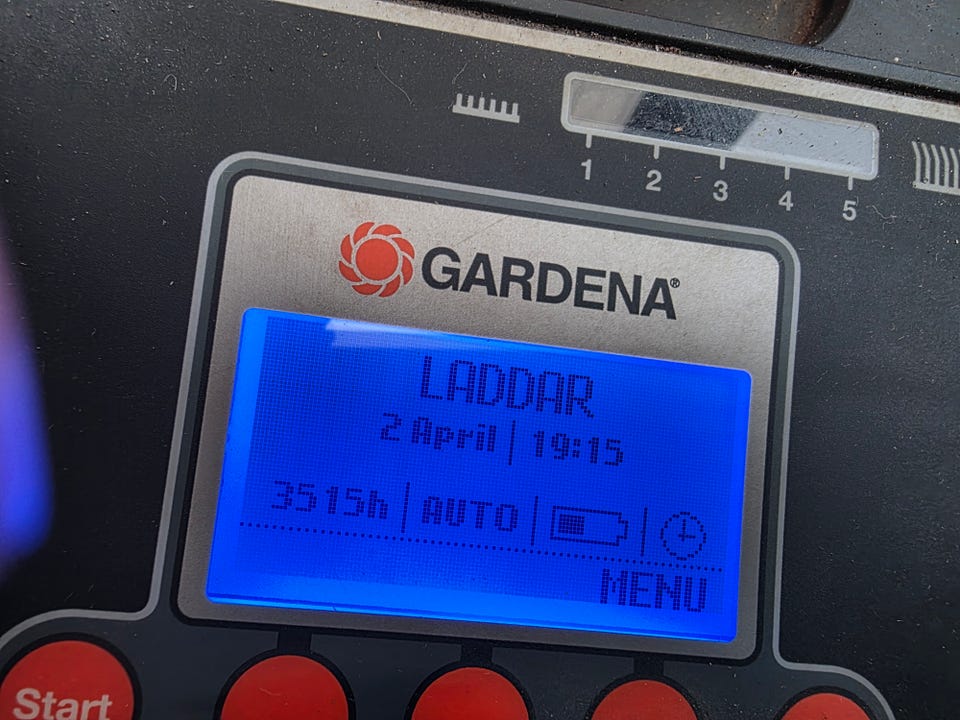 1 2 3 4 5
GARDENA®
LADDAR
2 April | 19:15
3515h | AUTO
MENU
Start